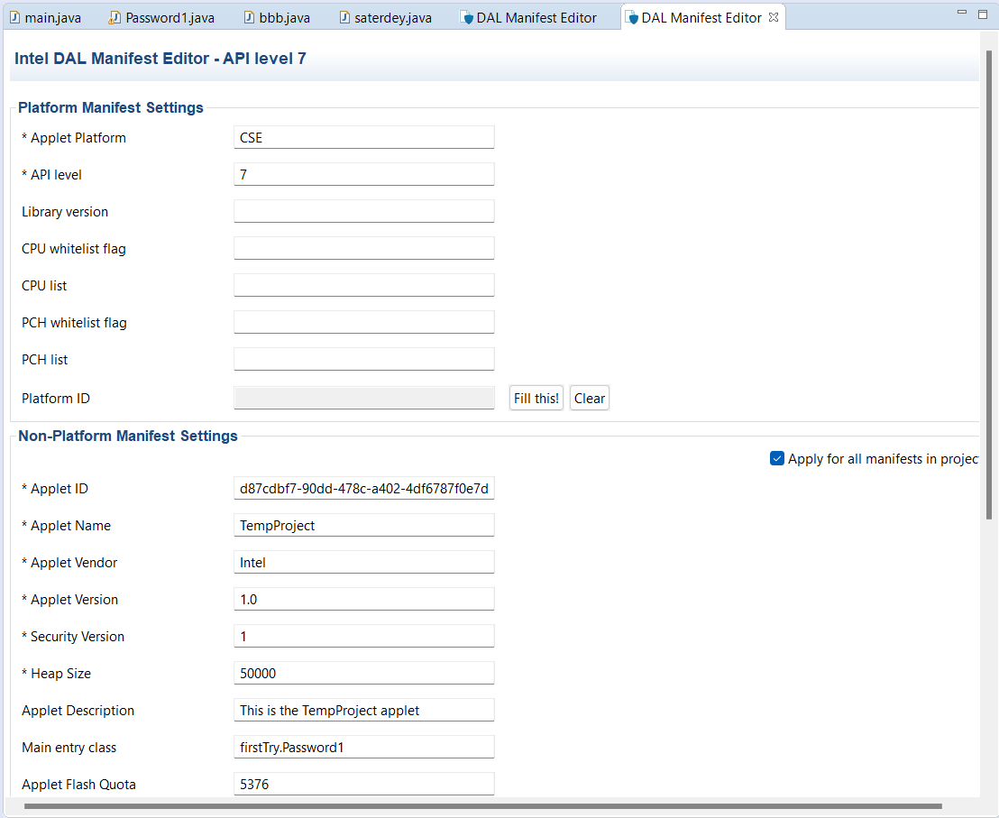 main.java Password1.java bbb.java saterdey.java DAL Manifest Editor DAL Manifest Editor
Intel DAL Manifest Editor - API level 7
Platform Manifest Settings
* Applet Platform CSE
* API level 7
Library version
CPU whitelist flag
CPU list
PCH whitelist flag
PCH list
Platform ID Fill this! Clear
Non-Platform Manifest Settings
Apply for all manifests in projec
* Applet ID d87cdbf7-90dd-478c-a402-4df6787f0e7d
* Applet Name TempProject
* Applet Vendor Intel
* Applet Version 1.0
* Security Version 1
* Heap Size 50000
Applet Description This is the TempProject applet
Main entry class firstTry.Password1
Applet Flash Quota 5376